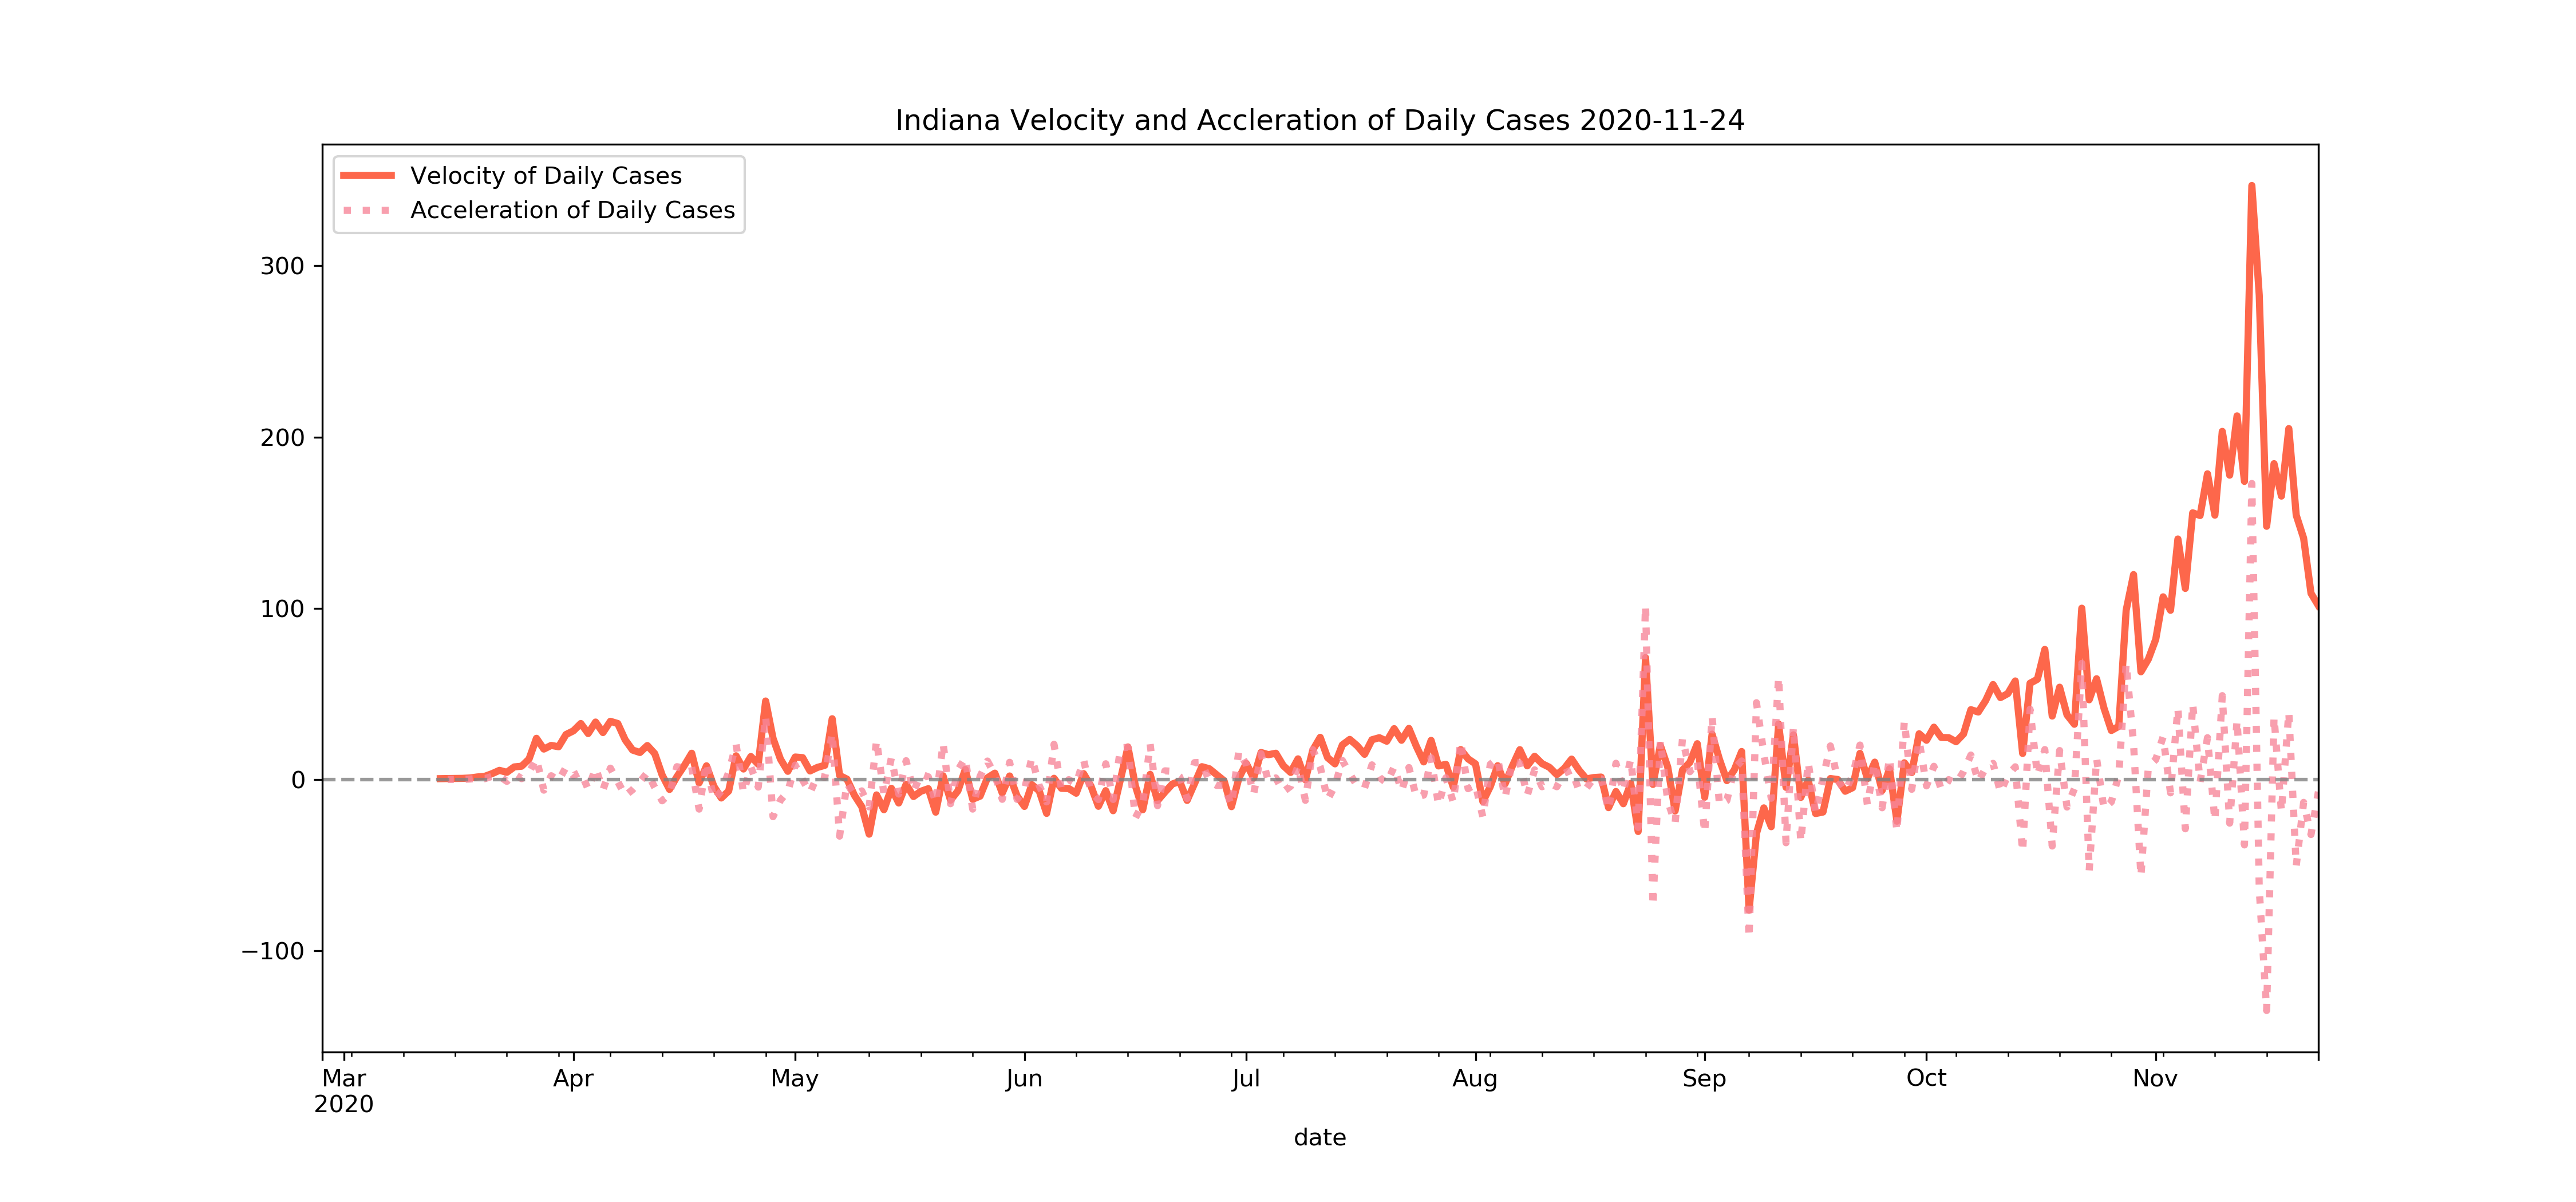 Indiana Velocity and Accleration of Daily Cases 2020-11-24
Velocity of Daily Cases
Acceleration of Daily Cases
300
200
100
0
−100
Mar Apr May Jun Jul Aug Sep Oct Nov
2020
date